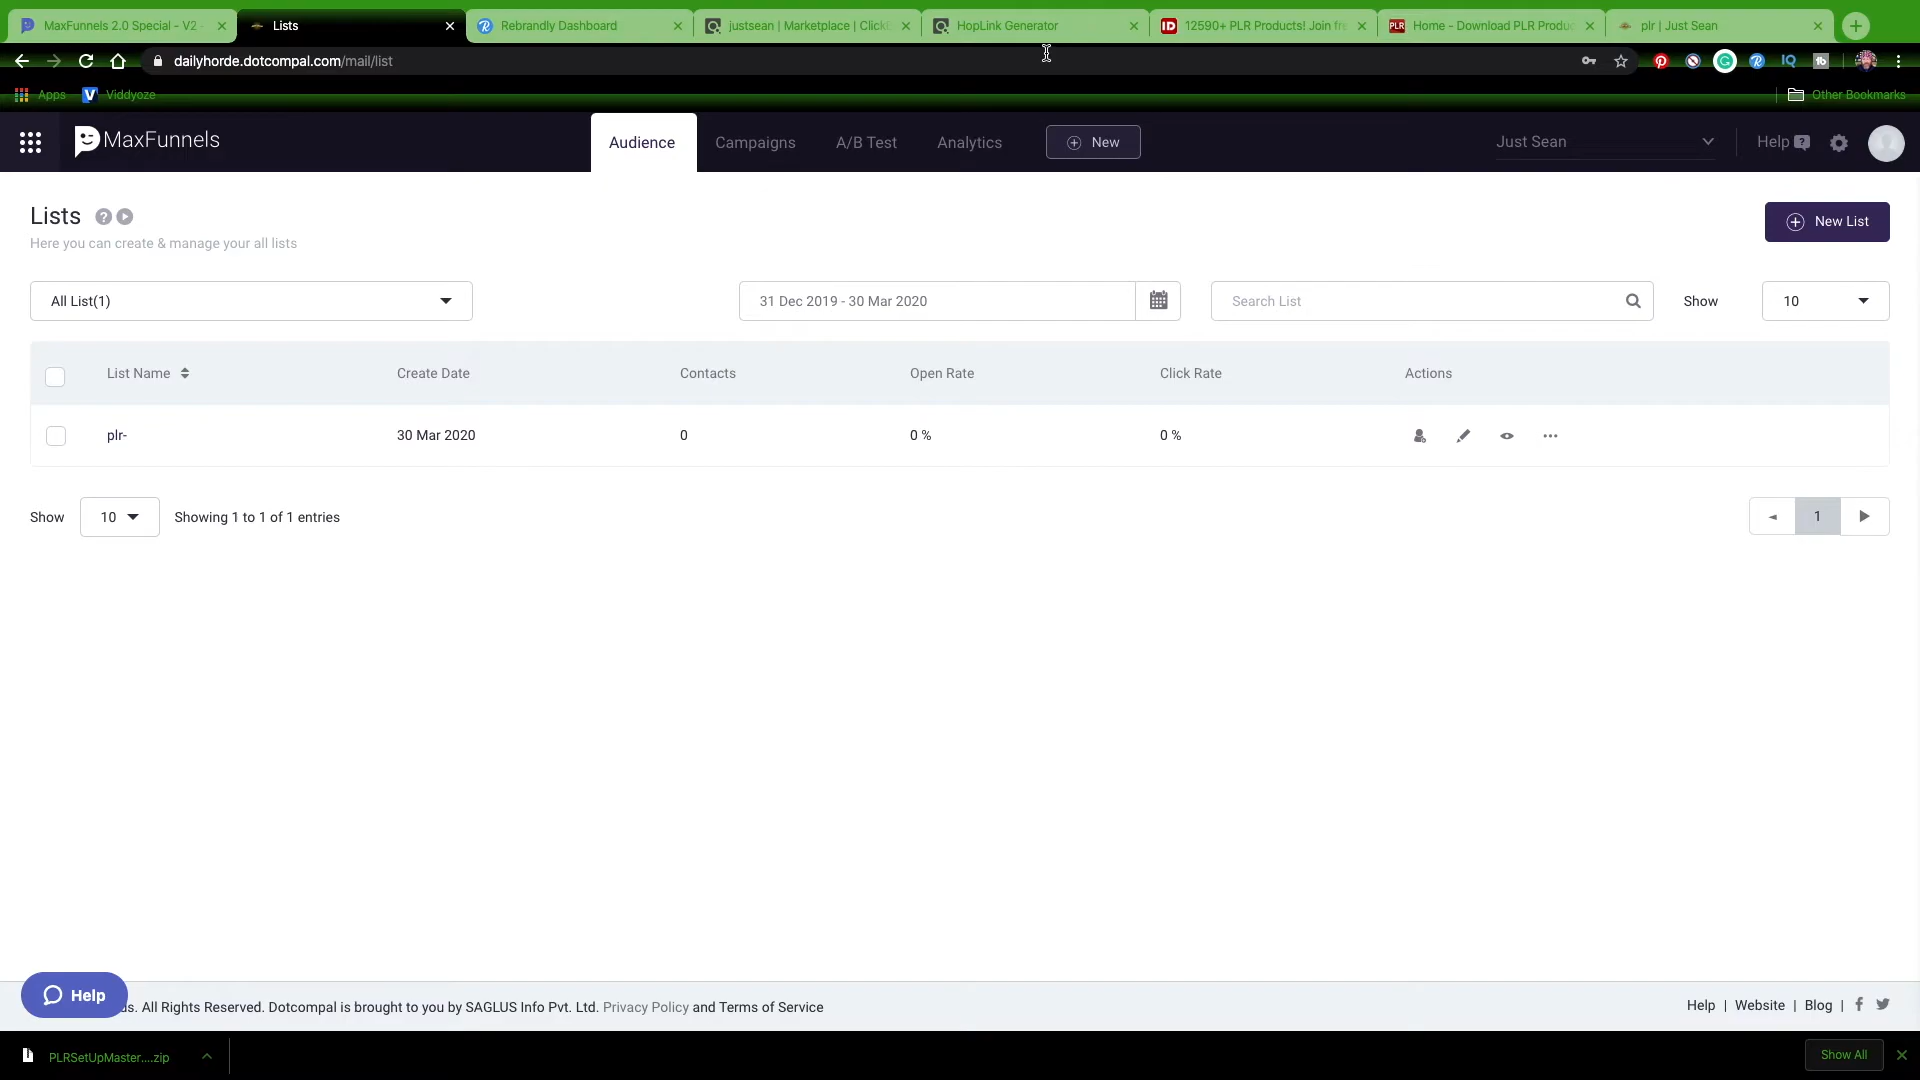 MaxFunnels 2.0 Special - V2 -
Lists
Rebrandly Dashboard
justsean | Marketplace | ClickB
HopLink Generator
12590+ PLR Products! Join fre
Home - Download PLR Produc
plr | Just Sean
dailyhorde.dotcompal.com/mail/list
Apps
Viddyoze
Other Bookmarks
MaxFunnels
Audience
Campaigns
A/B Test
Analytics
New
Just Sean
Help
Lists
New List
Here you can create & manage your all lists
All List(1)
31 Dec 2019 - 30 Mar 2020
Search List
Show
10
List Name
Create Date
Contacts
Open Rate
Click Rate
Actions
plr-
30 Mar 2020
0
0 %
0 %
Show
10
Showing 1 to 1 of 1 entries
1
Help
us. All Rights Reserved. Dotcompal is brought to you by SAGLUS Info Pvt. Ltd. Privacy Policy and Terms of Service
Help | Website | Blog |
PLRSetUpMaster....zip
Show All